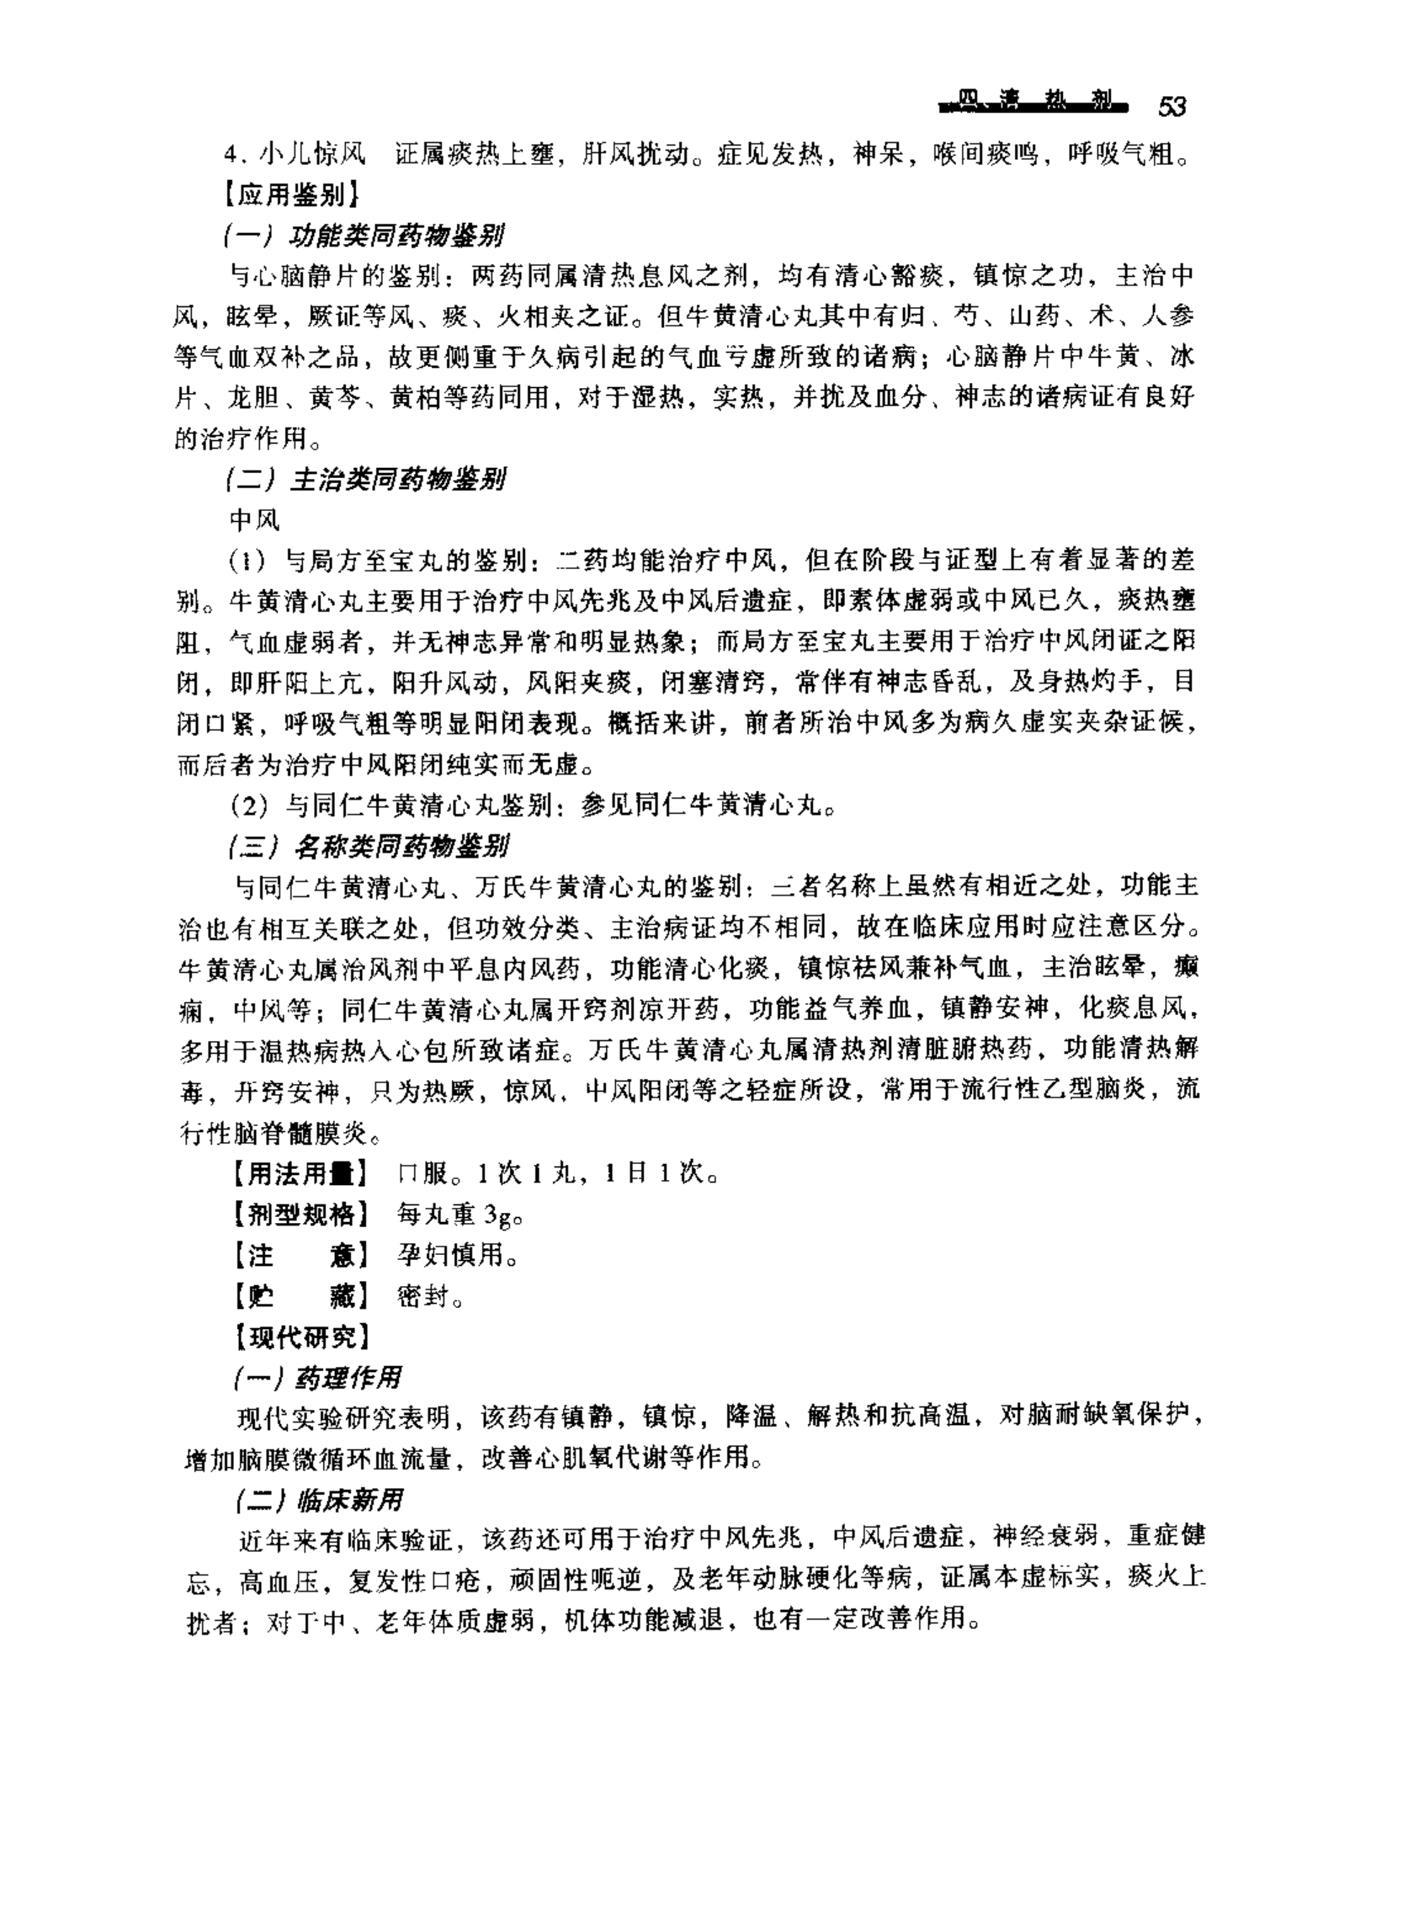 四、清 热 剂 53
4. 小儿惊风 证属痰热上壅，肝风扰动。症见发热，神呆，喉间痰鸣，呼吸气粗。
【应用鉴别】
（一）功能类同药物鉴别
与心脑静片的鉴别：两药同属清热息风之剂，均有清心豁痰，镇惊之功，主治中
风，眩晕，厥证等风、痰、火相夹之证。但牛黄清心丸其中有归、芍、山药、术、人参
等气血双补之品，故更侧重于久病引起的气血亏虚所致的诸病；心脑静片中牛黄、冰
片、龙胆、黄芩、黄柏等药同用，对于湿热，实热，并扰及血分、神志的诸病证有良好
的治疗作用。
（二）主治类同药物鉴别
中风
（1）与局方至宝丸的鉴别：二药均能治疗中风，但在阶段与证型上有着显著的差
别。牛黄清心丸主要用于治疗中风先兆及中风后遗症，即素体虚弱或中风已久，痰热壅
阻，气血虚弱者，并无神志异常和明显热象；而局方至宝丸主要用于治疗中风闭证之阳
闭，即肝阳上亢，阳升风动，风阳夹痰，闭塞清窍，常伴有神志昏乱，及身热灼手，目
闭口紧，呼吸气粗等明显阳闭表现。概括来讲，前者所治中风多为病久虚实夹杂证候，
而后者为治疗中风阳闭纯实而无虚。
（2）与同仁牛黄清心丸鉴别：参见同仁牛黄清心丸。
（三）名称类同药物鉴别
与同仁牛黄清心丸、万氏牛黄清心丸的鉴别：三者名称上虽然有相近之处，功能主
治也有相互关联之处，但功效分类、主治病证均不相同，故在临床应用时应注意区分。
牛黄清心丸属治风剂中平息内风药，功能清心化痰，镇惊祛风兼补气血，主治眩晕，癫
痫，中风等；同仁牛黄清心丸属开窍剂凉开药，功能益气养血，镇静安神，化痰息风，
多用于温热病热入心包所致诸症。万氏牛黄清心丸属清热剂清脏腑热药，功能清热解
毒，开窍安神，只为热厥，惊风，中风阳闭等之轻症所设，常用于流行性乙型脑炎，流
行性脑脊髓膜炎。
【用法用量】 口服。1次1丸，1日1次。
【剂型规格】 每丸重3g。
【注 意】 孕妇慎用。
【贮 藏】 密封。
【现代研究】
（一）药理作用
现代实验研究表明，该药有镇静，镇惊，降温、解热和抗高温，对脑耐缺氧保护，
增加脑膜微循环血流量，改善心肌氧代谢等作用。
（二）临床新用
近年来有临床验证，该药还可用于治疗中风先兆，中风后遗症，神经衰弱，重症健
忘，高血压，复发性口疮，顽固性呃逆，及老年动脉硬化等病，证属本虚标实，痰火上
扰者；对于中、老年体质虚弱，机体功能减退，也有一定改善作用。